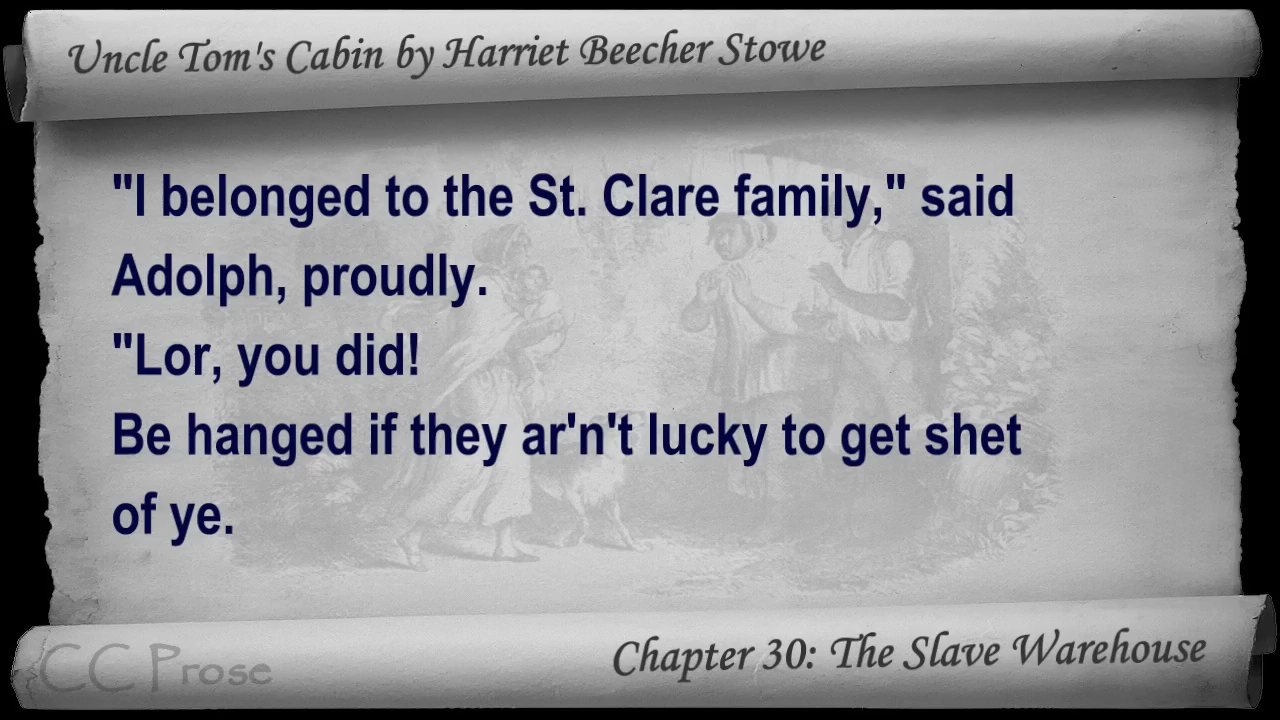 Uncle Tom's Cabin by Harriet Beecher Stowe
"I belonged to the St. Clare family," said
Adolph, proudly.
"Lor, you did!
Be hanged if they ar'n't lucky to get shet
of ye.
CC Prose
Chapter 30: The Slave Warehouse